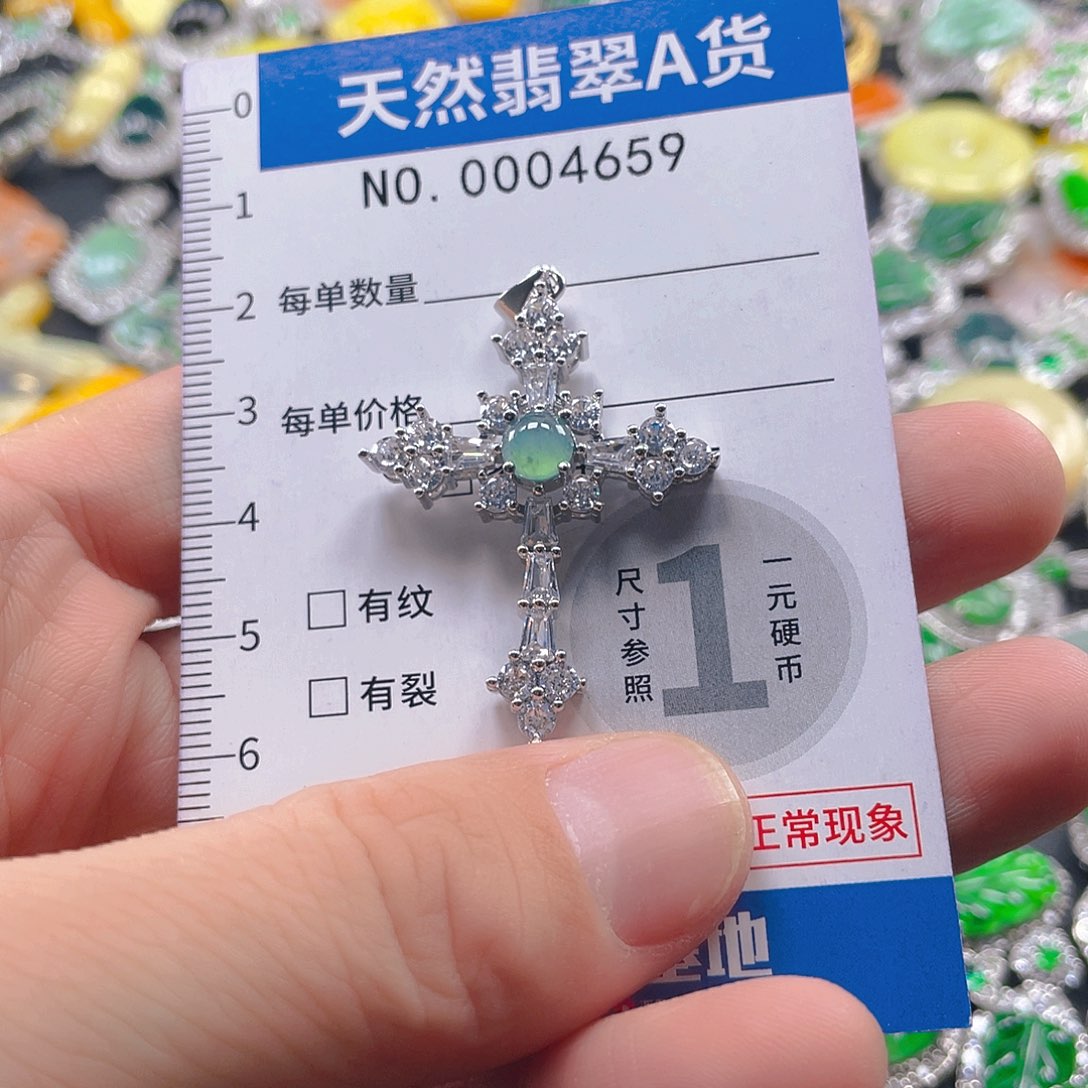 天然翡翠A货
NO. 0004659
0
1
2
3
4
5
6
每单数量
每单价格
有纹
有裂
尺寸参照
1
一元硬币
正常现象
基地